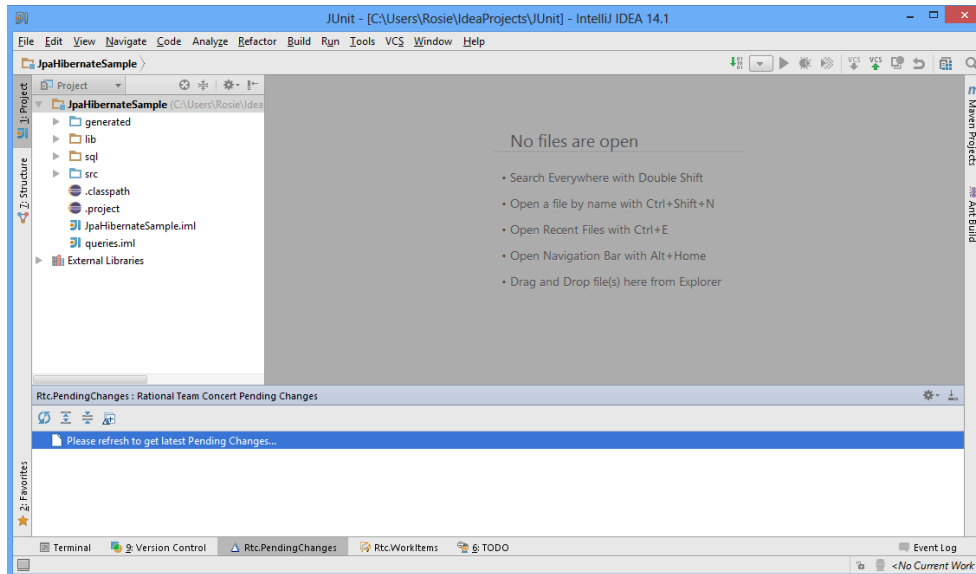 JUnit - [C:\Users\Rosie\IdeaProjects\JUnit] - IntelliJ IDEA 14.1
File Edit View Navigate Code Analyze Refactor Build Run Tools VCS Window Help
JpaHibernateSample
VCS VCS
1: Project
7: Structure
2: Favorites
Project
JpaHibernateSample (C:\Users\Rosie\Idea
generated
lib
sql
src
.classpath
.project
JpaHibernateSample.iml
queries.iml
External Libraries
No files are open
• Search Everywhere with Double Shift
• Open a file by name with Ctrl+Shift+N
• Open Recent Files with Ctrl+E
• Open Navigation Bar with Alt+Home
• Drag and Drop file(s) here from Explorer
Maven Projects
Ant Build
Rtc.PendingChanges : Rational Team Concert Pending Changes
Please refresh to get latest Pending Changes...
Terminal 9: Version Control Rtc.PendingChanges Rtc.WorkItems 6: TODO Event Log
<No Current Work